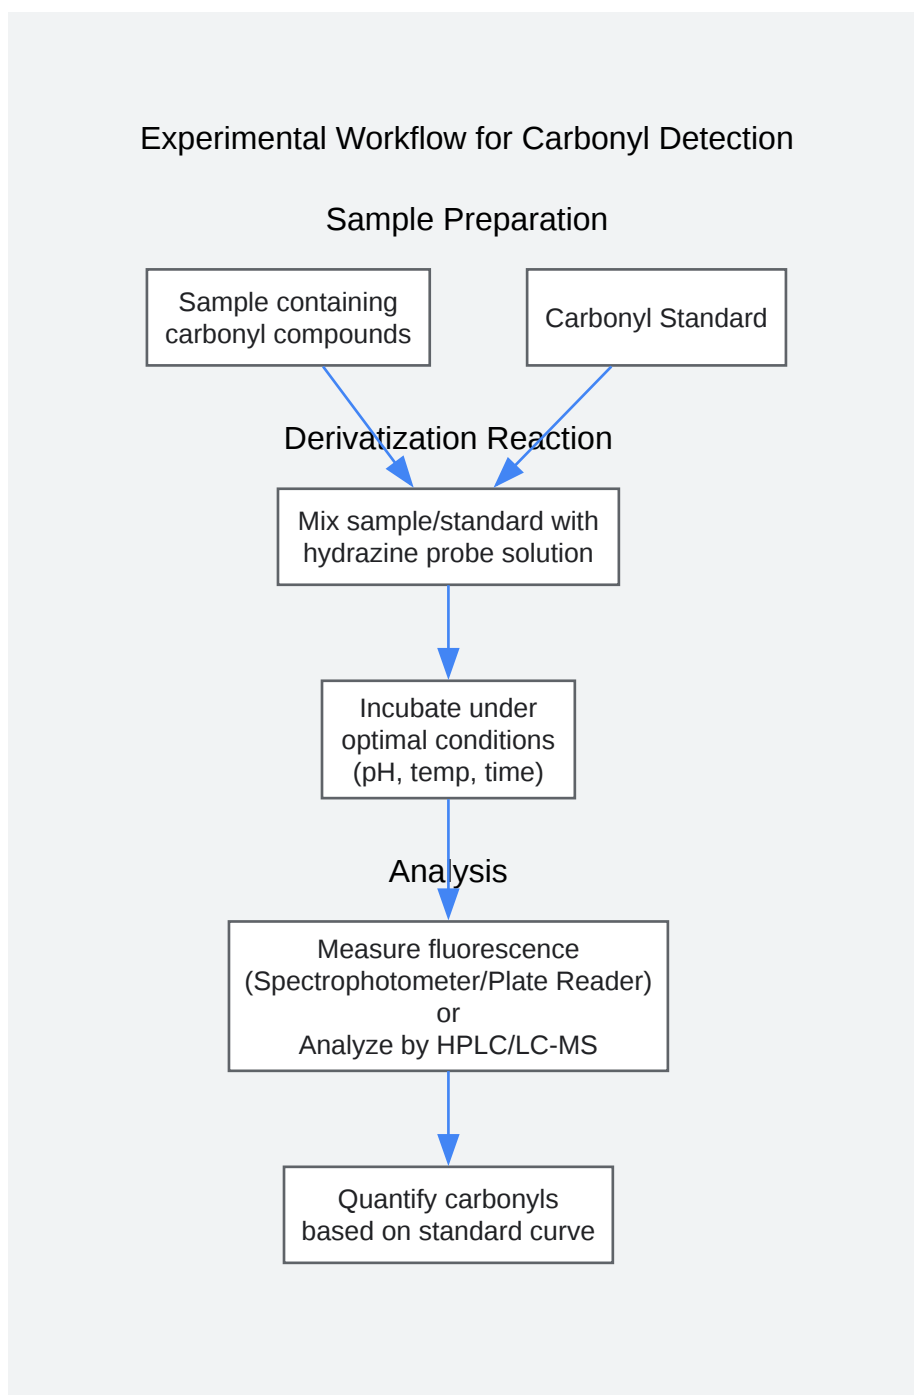 Experimental Workflow for Carbonyl Detection
Sample Preparation
Sample containing
carbonyl compounds
Carbonyl Standard
Derivatization Reaction
Mix sample/standard with
hydrazine probe solution
Incubate under
optimal conditions
(pH, temp, time)
Analysis
Measure fluorescence
(Spectrophotometer/Plate Reader)
or
Analyze by HPLC/LC-MS
Quantify carbonyls
based on standard curve